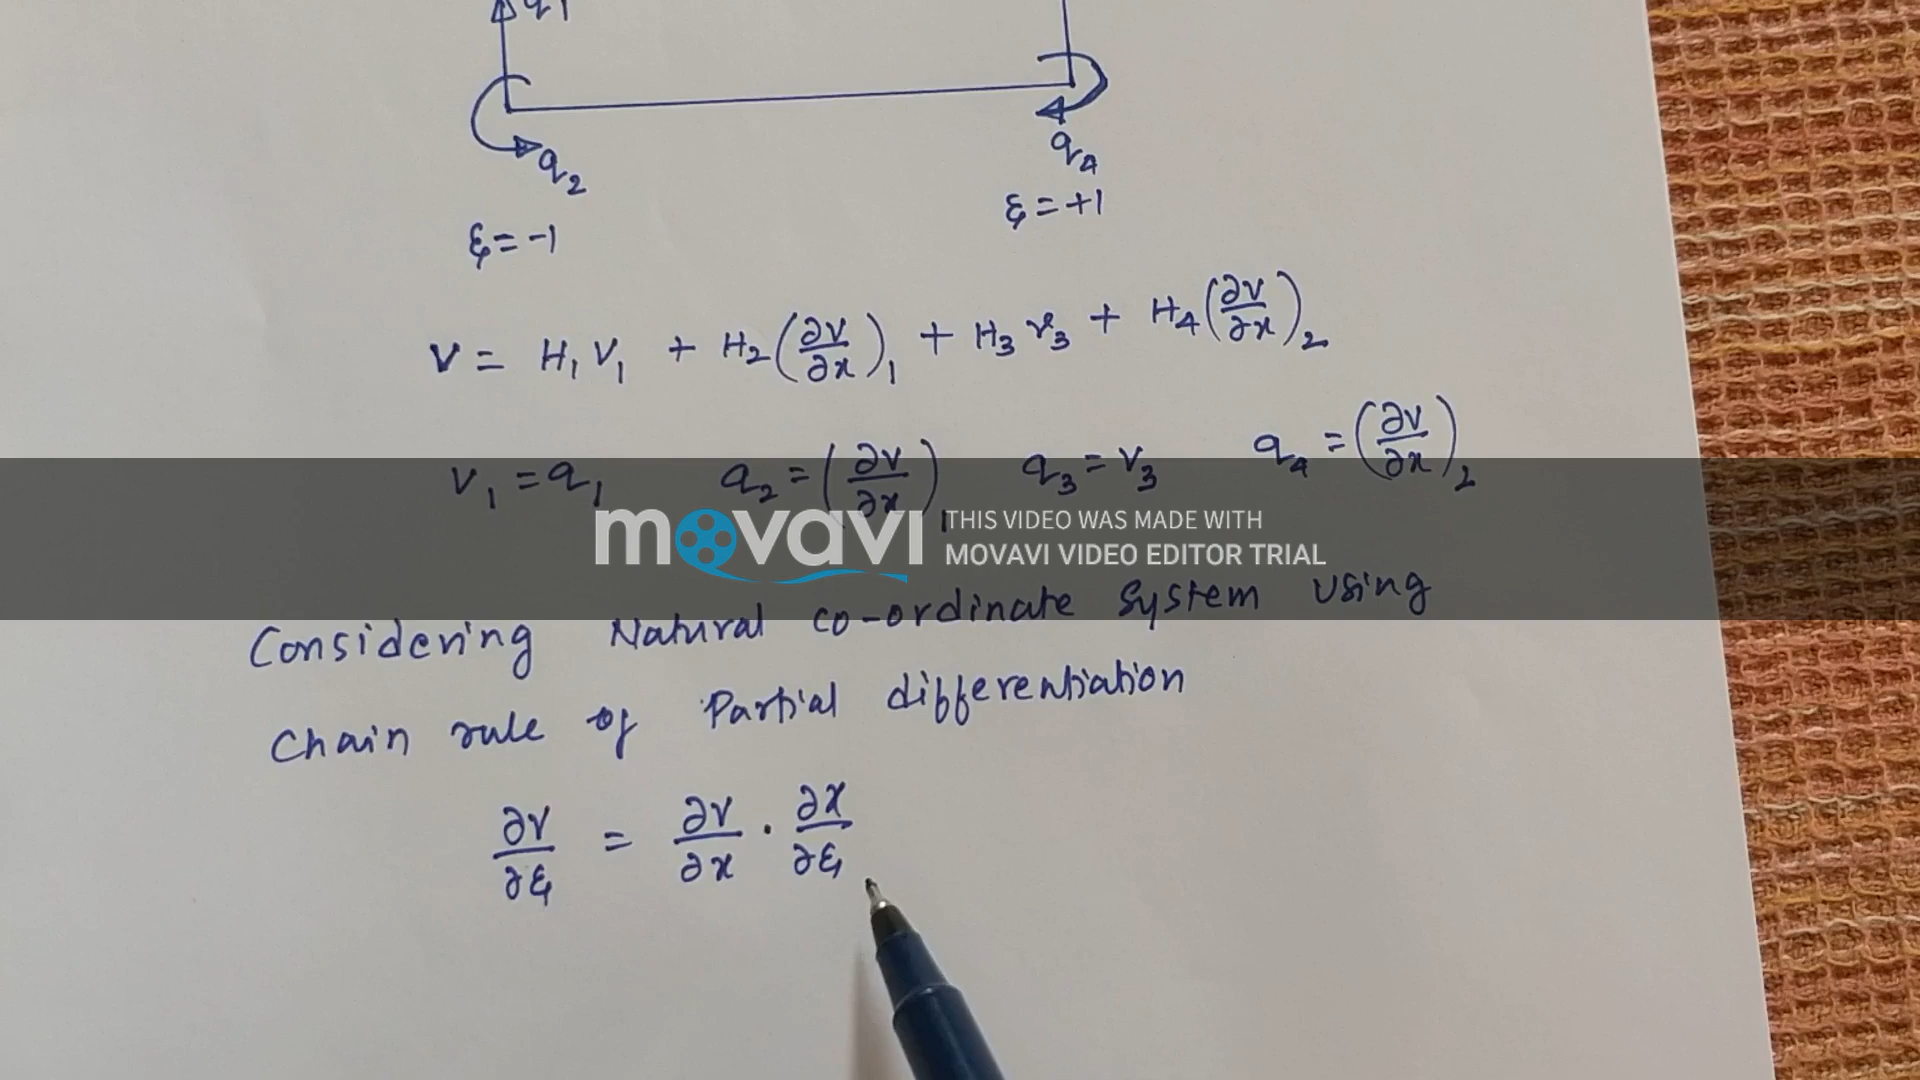 q1
q2
q4
ξ = -1
ξ = +1
V = H1 V1 + H2 (∂V/∂x)1 + H3 V3 + H4 (∂V/∂x)2
V1 = q1 q2 = (∂V/∂x)1 q3 = V3 q4 = (∂V/∂x)2
movavi
THIS VIDEO WAS MADE WITH
MOVAVI VIDEO EDITOR TRIAL
Considering Natural co-ordinate System Using
Chain rule of Partial differentiation
∂V/∂ξ = ∂V/∂x · ∂x/∂ξ